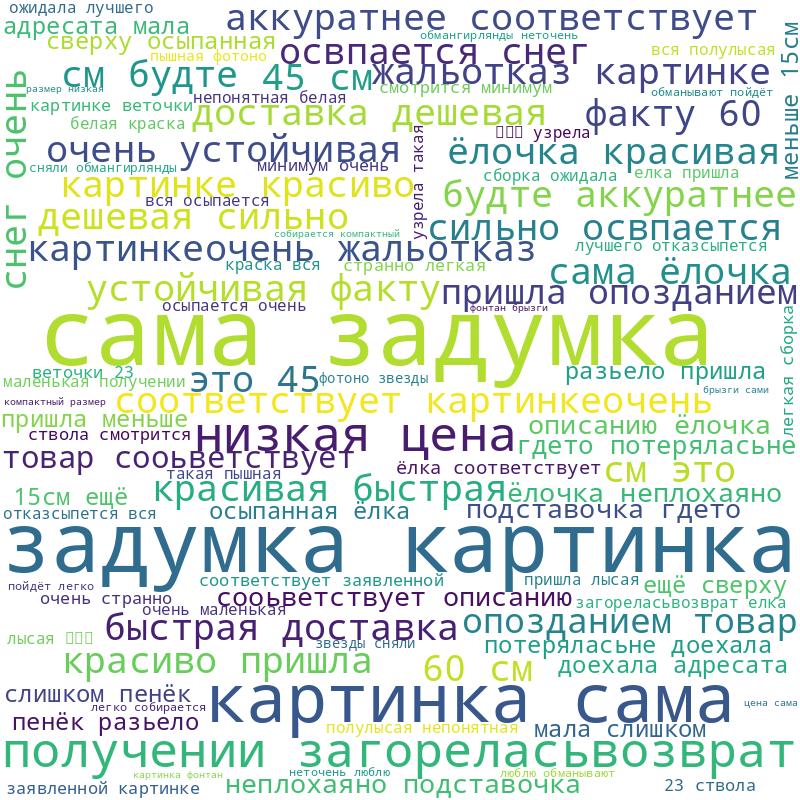 ожидала лучшего
аккуратнее соответствует
адресата мала
обмангирлянды неточень
сверху осыпанная
освпается снег
вся полулысая
меньше 15см
пышная фотоно
см будте 45 см
жальотказ картинке
снег очень
размер низкая
непонятная белая
смотрится минимум
обманывают пойдёт
картинке веточки
доставка дешевая
факту 60
белая краска
узрела
узрела такая
очень устойчивая
ёлочка красивая
сняли обмангирлянды
минимум очень
сборка ожидала
елка пришла
картинке красиво
будте аккуратнее
вся осыпается
дешевая сильно
сильно освпается
собирается компактный
картинкеочень жальотказ
лучшего отказсыпется
краска вся
странно легкая
сама ёлочка
устойчивая факту
пришла опозданием
осыпается очень
фонтан брызги
легкая сборка
сама задумка
веточки 23
это 45
фотоно звезды
разьело пришла
маленькая получении
брызги сами
компактный размер
соответствует картинкеочень
пришла меньше
низкая цена
описанию ёлочка
ствола смотрится
гдето потеряласьне
товар сооьветствует
такая пышная
ёлка соответствует
см это
15см ещё
красивая быстрая
ёлочка неплохаяно
отказсыпется вся
осыпанная ёлка
подставочка гдето
задумка картинка
пойдёт легко
соответствует заявленной
пришла лысая
ещё сверху
очень странно
сооьветствует описанию
загореласьвозврат елка
очень маленькая
быстрая доставка
опозданием товар
лысая
звезды сняли
потеряласьне доехала
красиво пришла
60 см
доехала адресата
слишком пенёк
легко собирается
картинка сама
цена сама
пенёк разьело
полулысая непонятная
мала слишком
получении загореласьвозврат
картинка фонтан
неточень люблю
люблю обманывают
заявленной картинке
неплохаяно подставочка
23 ствола